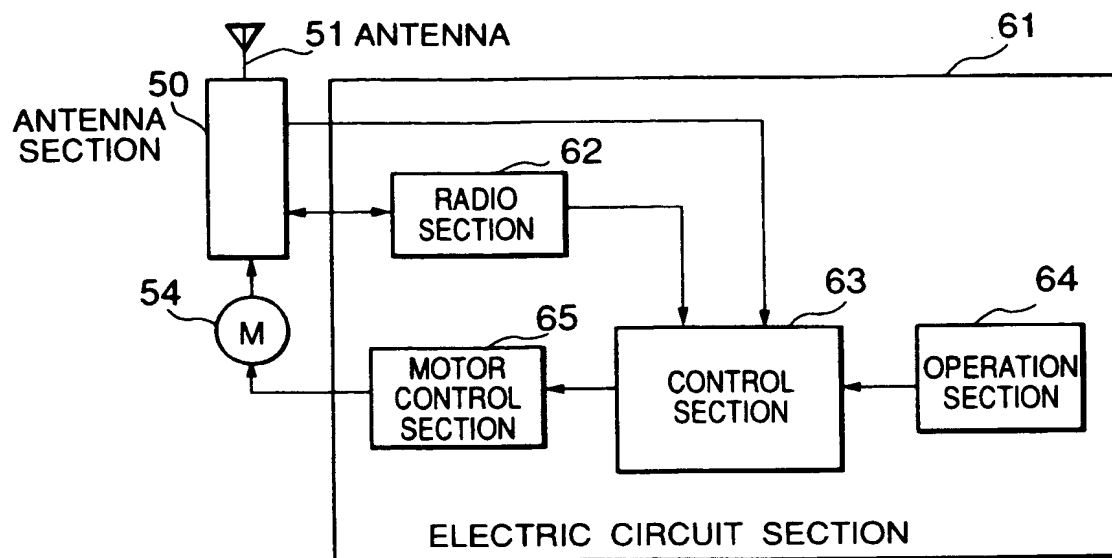 51 ANTENNA
61
50
ANTENNA
SECTION
62
RADIO
SECTION
54
M
65
MOTOR
CONTROL
SECTION
63
CONTROL
SECTION
64
OPERATION
SECTION
ELECTRIC CIRCUIT SECTION